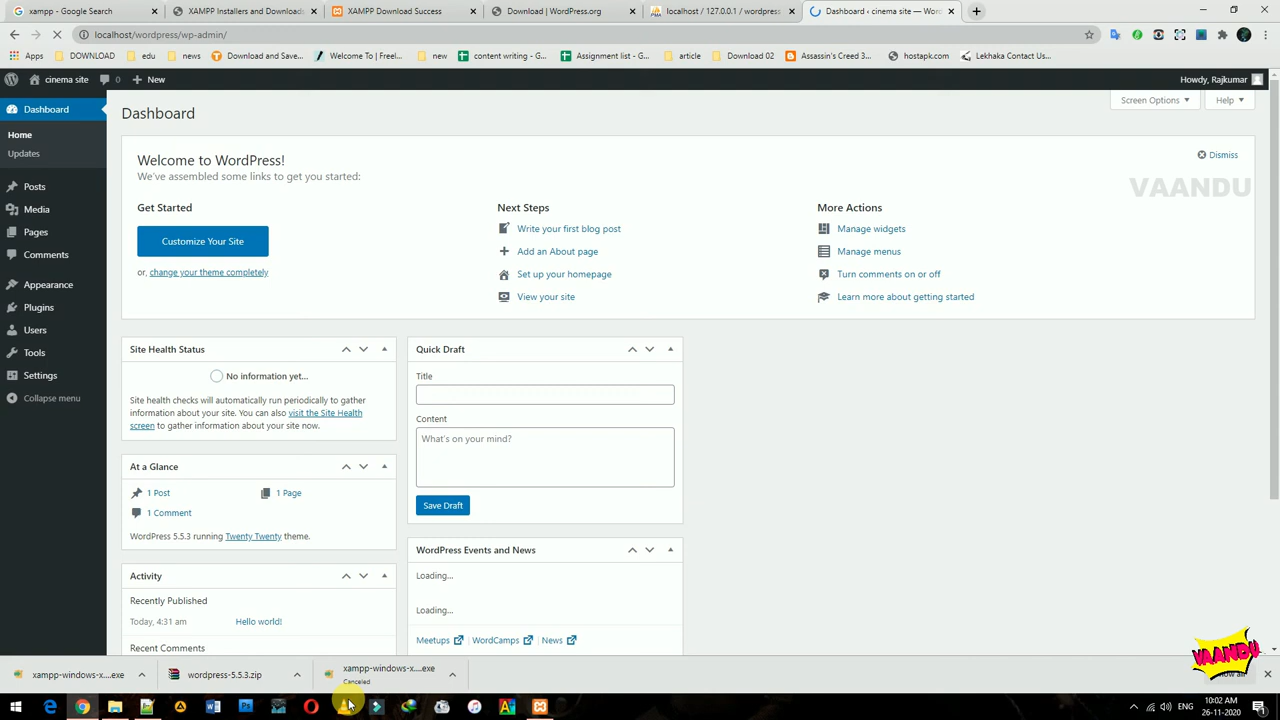 xampp - Google Search
XAMPP Installers and Download
XAMPP Download Success
Download | WordPress.org
localhost / 127.0.0.1 / wordpress
Dashboard ‹ cinema site — Wor
localhost/wordpress/wp-admin/
Apps
DOWNLOAD
edu
news
Download and Save...
Welcome To | Freel...
new
content writing - G...
Assignment list - G...
article
Download 02
Assassin's Creed 3...
hostapk.com
Lekhaka Contact Us...
cinema site
0
New
Howdy, Rajkumar
Dashboard
Home
Updates
Posts
Media
Pages
Comments
Appearance
Plugins
Users
Tools
Settings
Collapse menu
Screen Options
Help
Dashboard
Welcome to WordPress!
We've assembled some links to get you started:
Dismiss
VAANDU
Get Started
Customize Your Site
or, change your theme completely
Next Steps
Write your first blog post
Add an About page
Set up your homepage
View your site
More Actions
Manage widgets
Manage menus
Turn comments on or off
Learn more about getting started
Site Health Status
No information yet...
Site health checks will automatically run periodically to gather
information about your site. You can also visit the Site Health
screen to gather information about your site now.
At a Glance
1 Post
1 Page
1 Comment
WordPress 5.5.3 running Twenty Twenty theme.
Activity
Recently Published
Today, 4:31 am
Hello world!
Recent Comments
Quick Draft
Title
Content
What's on your mind?
Save Draft
WordPress Events and News
Loading...
Loading...
Meetups
WordCamps
News
xampp-windows-x....exe
wordpress-5.5.3.zip
xampp-windows-x....exe
Canceled
VAANDU
ENG
10:02 AM
26-11-2020